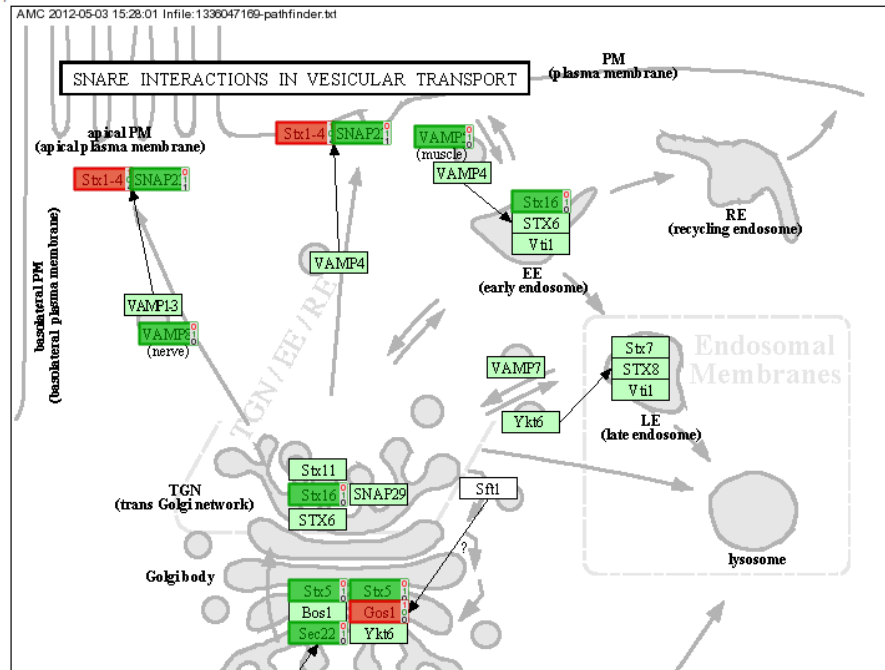 AMC 2012-05-03 15:28:01 Infile:1336047169-pathfinder.txt
SNARE INTERACTIONS IN VESICULAR TRANSPORT
PM
(plasma membrane)
apical PM
(apical plasma membrane)
Stx1-4
Stx1-4
(muscle)
VAMP4
Stx16
STX6
Vti1
EE
(early endosome)
RE
(recycling endosome)
basolateral PM
(basolateral plasma membrane)
VAMP4
VAMP1-3
(nerve)
TGN / EE / RE
Endosomal
Membranes
VAMP7
Ykt6
Stx7
STX8
Vti1
LE
(late endosome)
TGN
(trans Golgi network)
Stx11
Stx16
SNAP29
STX6
Sft1
?
lysosome
Golgi body
Stx5
Stx5
Bos1
Gos1
Sec22
Ykt6